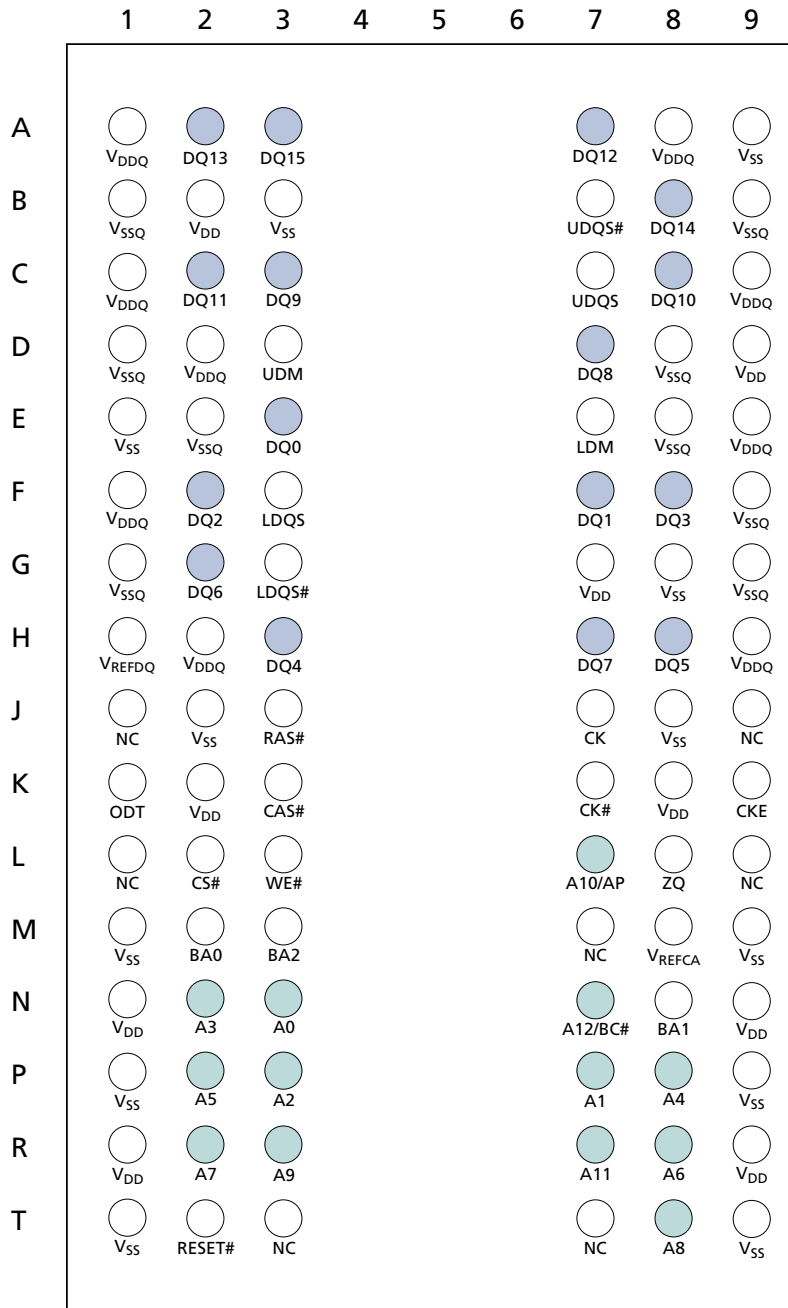 1 2 3 4 5 6 7 8 9
A
VDDQ DQ13 DQ15 DQ12 VDDQ VSS
B
VSSQ VDD VSS UDQS# DQ14 VSSQ
C
VDDQ DQ11 DQ9 UDQS DQ10 VDDQ
D
VSSQ VDDQ UDM DQ8 VSSQ VDD
E
VSS VSSQ DQ0 LDM VSSQ VDDQ
F
VDDQ DQ2 LDQS DQ1 DQ3 VSSQ
G
VSSQ DQ6 LDQS# VDD VSS VSSQ
H
VREFDQ VDDQ DQ4 DQ7 DQ5 VDDQ
J
NC VSS RAS# CK VSS NC
K
ODT VDD CAS# CK# VDD CKE
L
NC CS# WE# A10/AP ZQ NC
M
VSS BA0 BA2 NC VREFCA VSS
N
VDD A3 A0 A12/BC# BA1 VDD
P
VSS A5 A2 A1 A4 VSS
R
VDD A7 A9 A11 A6 VDD
T
VSS RESET# NC NC A8 VSS